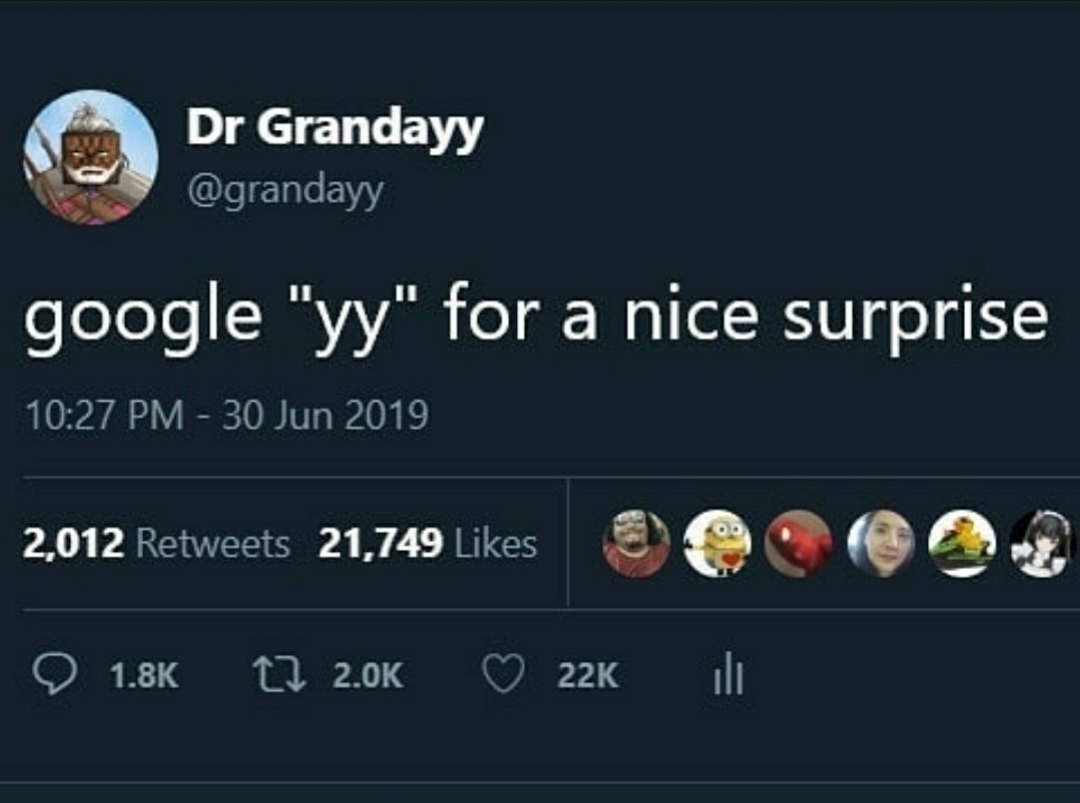 Dr Grandayy
@grandayy
google "yy" for a nice surprise
10:27 PM - 30 Jun 2019
2,012 Retweets 21,749 Likes
1.8K 2.0K 22K